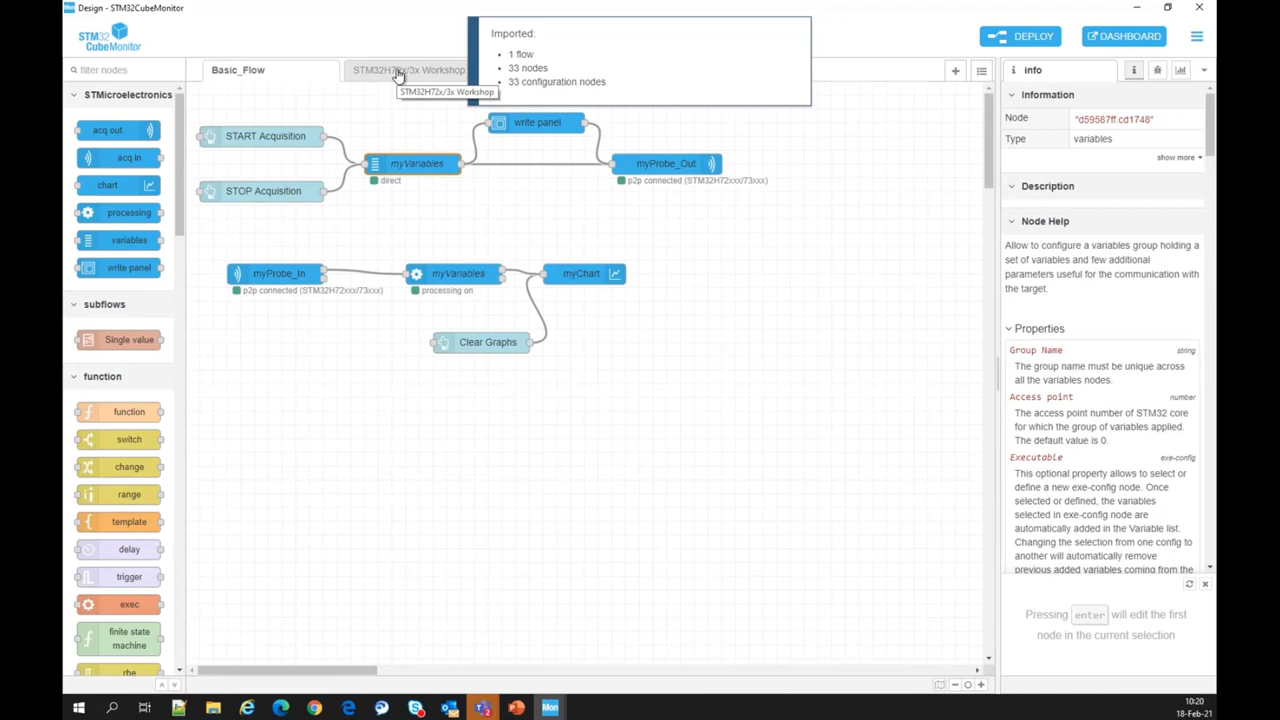 Design - STM32CubeMonitor
STM32
CubeMonitor
Imported:
• 1 flow
• 33 nodes
• 33 configuration nodes
DEPLOY
DASHBOARD
filter nodes
Basic_Flow
STM32H72x/3x Workshop
STM32H72x/3x Workshop
info
STMicroelectronics
acq out
acq in
chart
processing
variables
write panel
subflows
Single value
function
function
switch
change
range
template
delay
trigger
exec
finite state
machine
rbe
START Acquisition
STOP Acquisition
myVariables
direct
write panel
myProbe_Out
p2p connected (STM32H72xxx/73xxx)
myProbe_In
p2p connected (STM32H72xxx/73xxx)
myVariables
processing on
myChart
Clear Graphs
Information
Node "d59587ff.cd1748"
Type variables
show more
Description
Node Help
Allow to configure a variables group holding a
set of variables and few additional
parameters useful for the communication with
the target.
Properties
Group Name string
The group name must be unique across
all the variables nodes.
Access point number
The access point number of STM32 core
for which the group of variables applied.
The default value is 0.
Executable exe-config
This optional property allows to select or
define a new exe-config node. Once
selected or defined, the variables
selected in exe-config node are
automatically added in the Variable list.
Changing the selection from one config to
another will automatically remove
previous added variables coming from the
Pressing enter will edit the first
node in the current selection
Mon
10:20
18-Feb-21